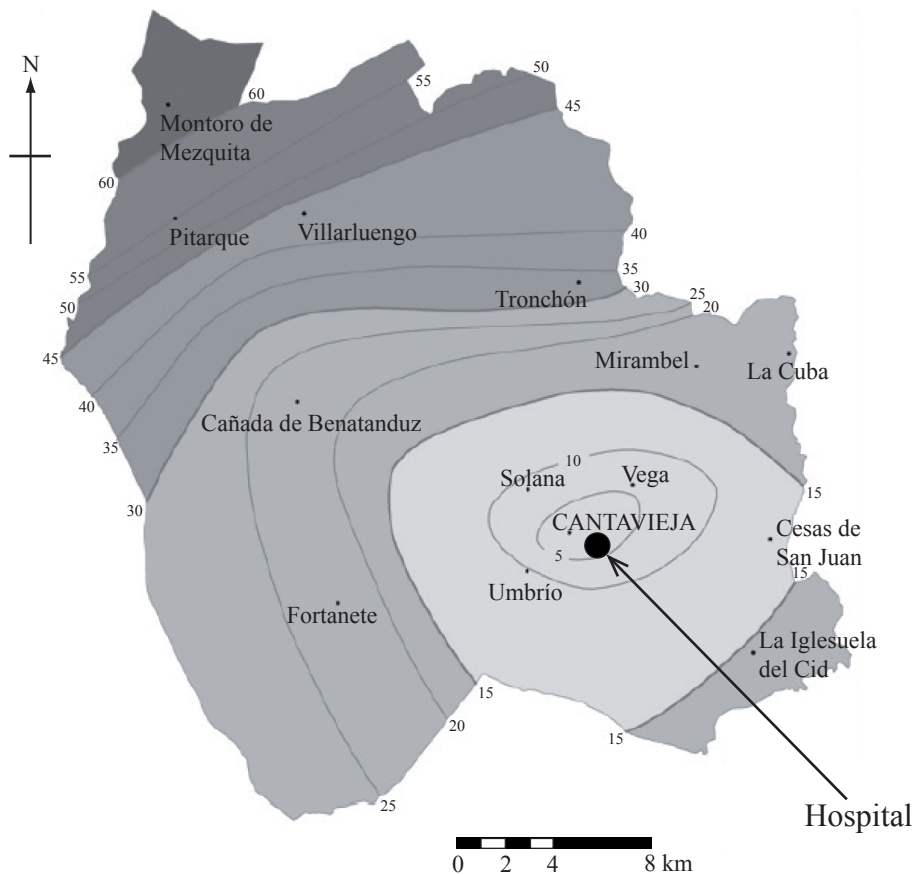 N
60
55
50
45
Montoro de
Mezquita
60
Pitarque
Villarluengo
40
35
55
Tronchón
30
25
50
20
45
Mirambel
La Cuba
40
Cañada de Benatanduz
35
10
Solana
Vega
15
30
CANTAVIEJA
Cesas de
San Juan
5
15
Umbrío
Fortanete
La Iglesuela
del Cid
15
20
15
25
Hospital
0 2 4 8 km